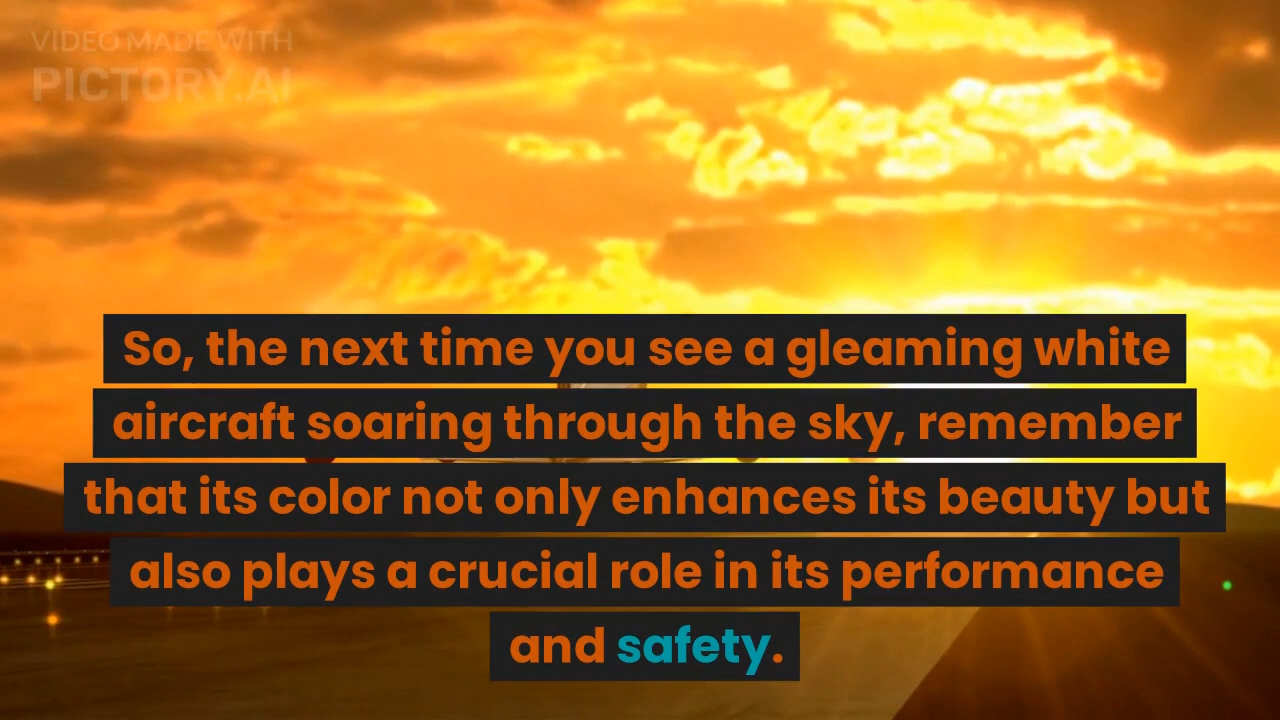 VIDEO MADE WITH
PICTORY.AI
So, the next time you see a gleaming white
aircraft soaring through the sky, remember
that its color not only enhances its beauty but
also plays a crucial role in its performance
and safety.